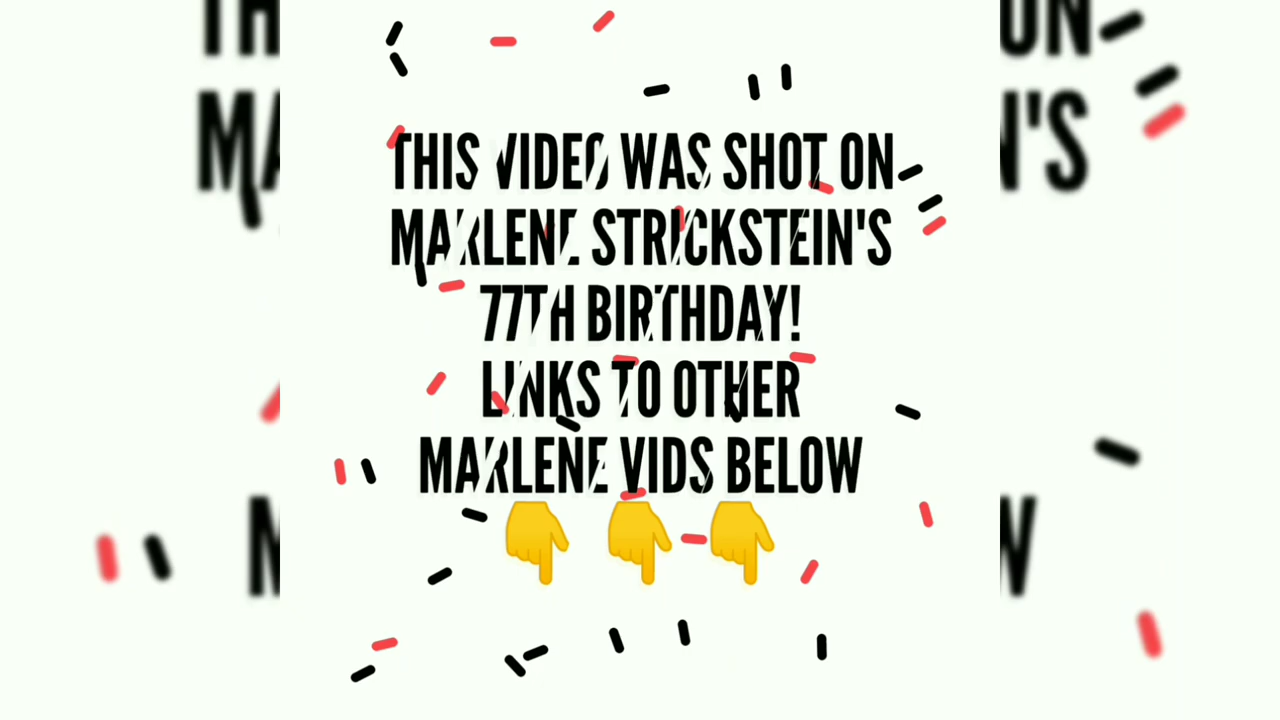 THIS VIDEO WAS SHOT ON
MARLENE STRICKSTEIN'S
77TH BIRTHDAY!
LINKS TO OTHER
MARLENE VIDS BELOW
👇 👇 👇